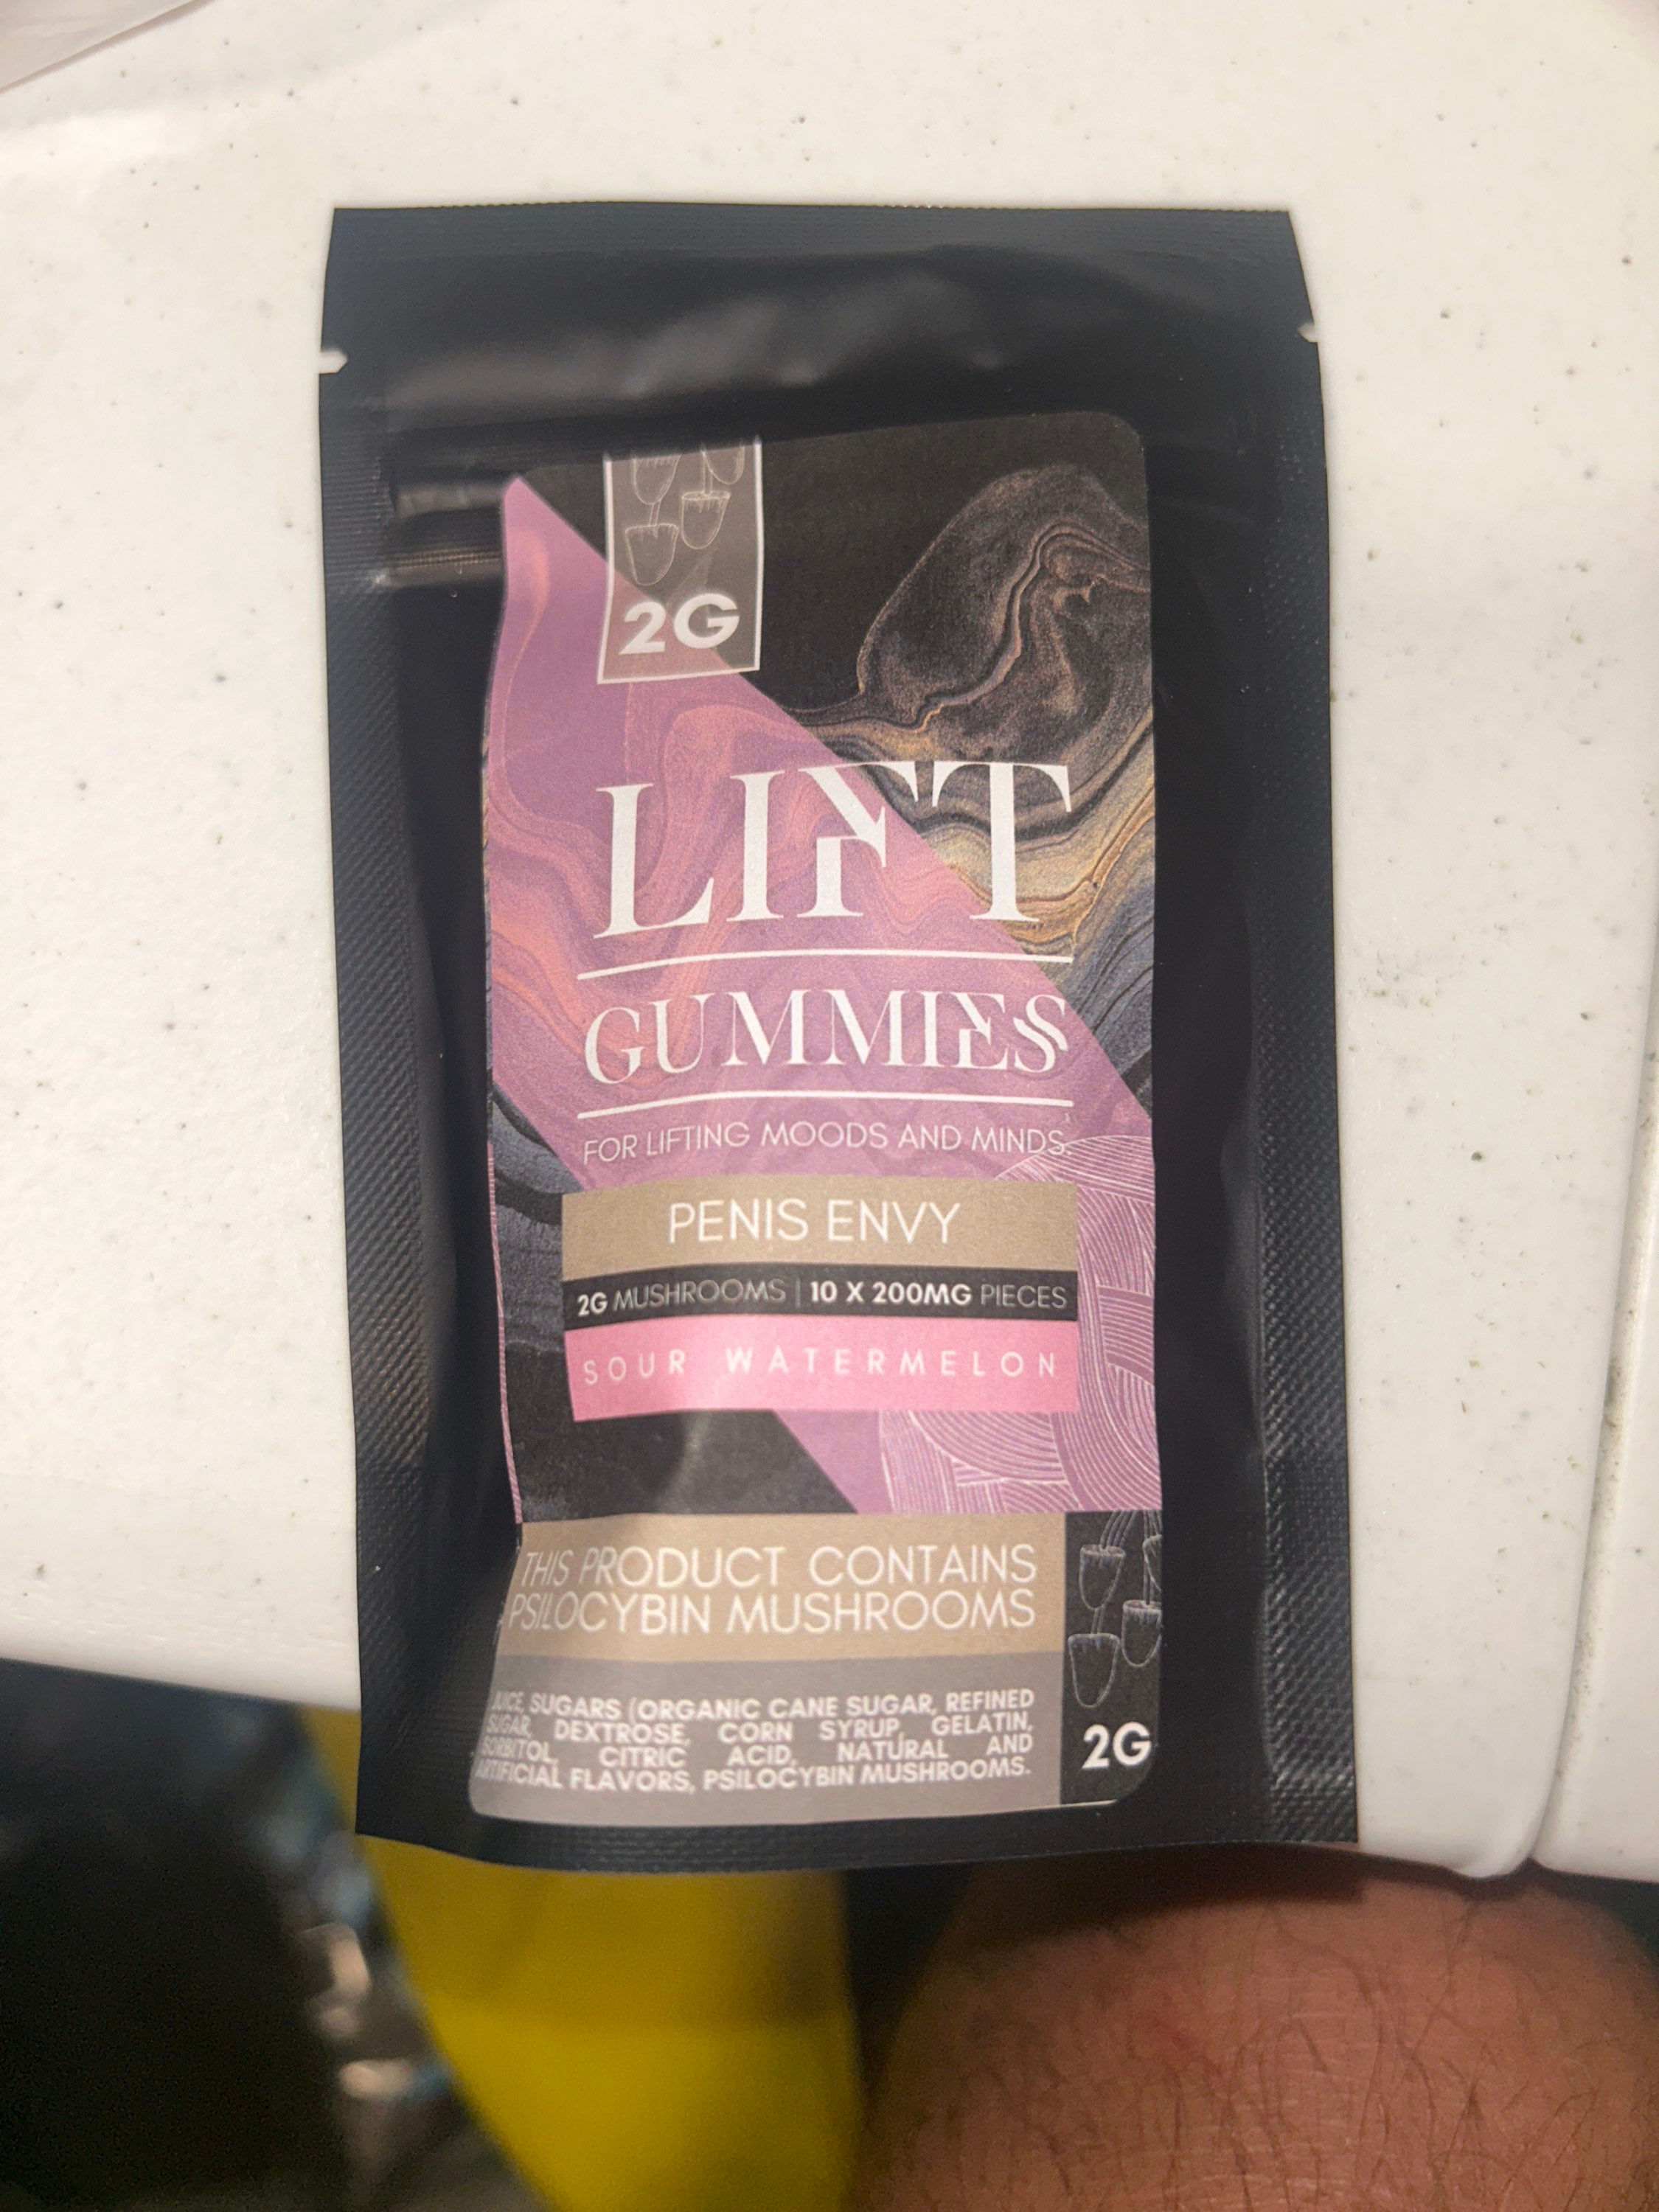 2G
LIFT
GUMMIES
FOR LIFTING MOODS AND MINDS.
PENIS ENVY
2G MUSHROOMS | 10 X 200MG PIECES
SOUR WATERMELON
THIS PRODUCT CONTAINS
PSILOCYBIN MUSHROOMS
JUICE, SUGARS (ORGANIC CANE SUGAR, REFINED
SUGAR, DEXTROSE, CORN SYRUP, GELATIN,
SORBITOL, CITRIC ACID, NATURAL AND
ARTIFICIAL FLAVORS, PSILOCYBIN MUSHROOMS.
2G